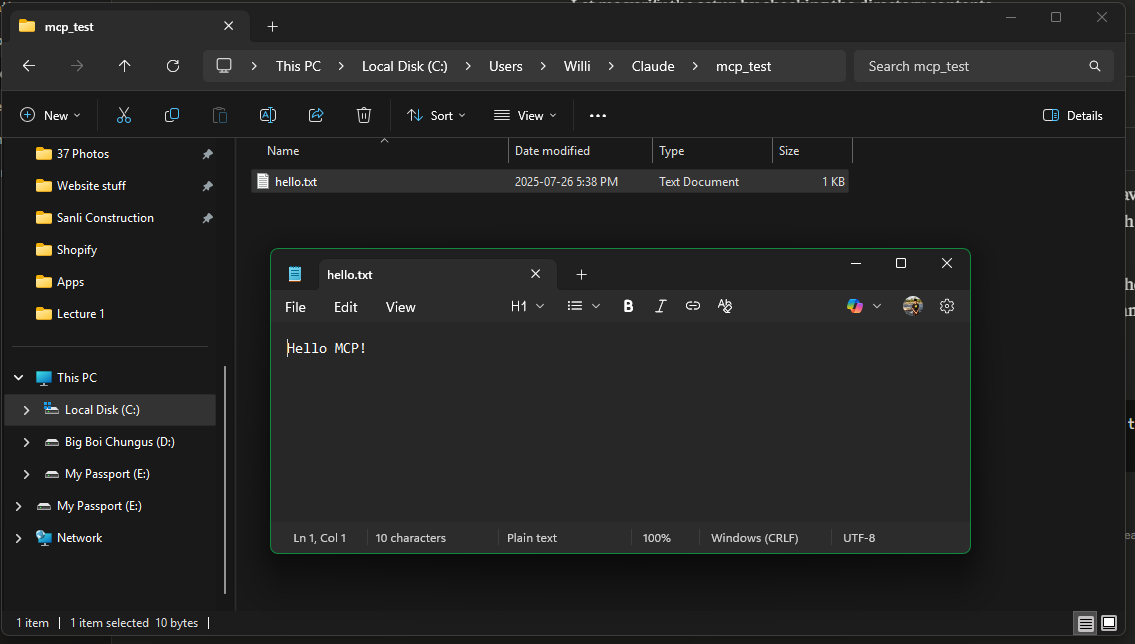 mcp_test
This PC > Local Disk (C:) > Users > Willi > Claude > mcp_test
Search mcp_test
New
Sort
View
Details
37 Photos
Website stuff
Sanli Construction
Shopify
Apps
Lecture 1
This PC
Local Disk (C:)
Big Boi Chungus (D:)
My Passport (E:)
My Passport (E:)
Network
Name Date modified Type Size
hello.txt 2025-07-26 5:38 PM Text Document 1 KB
hello.txt
File Edit View H1 B I
Hello MCP!
Ln 1, Col 1 10 characters Plain text 100% Windows (CRLF) UTF-8
1 item 1 item selected 10 bytes